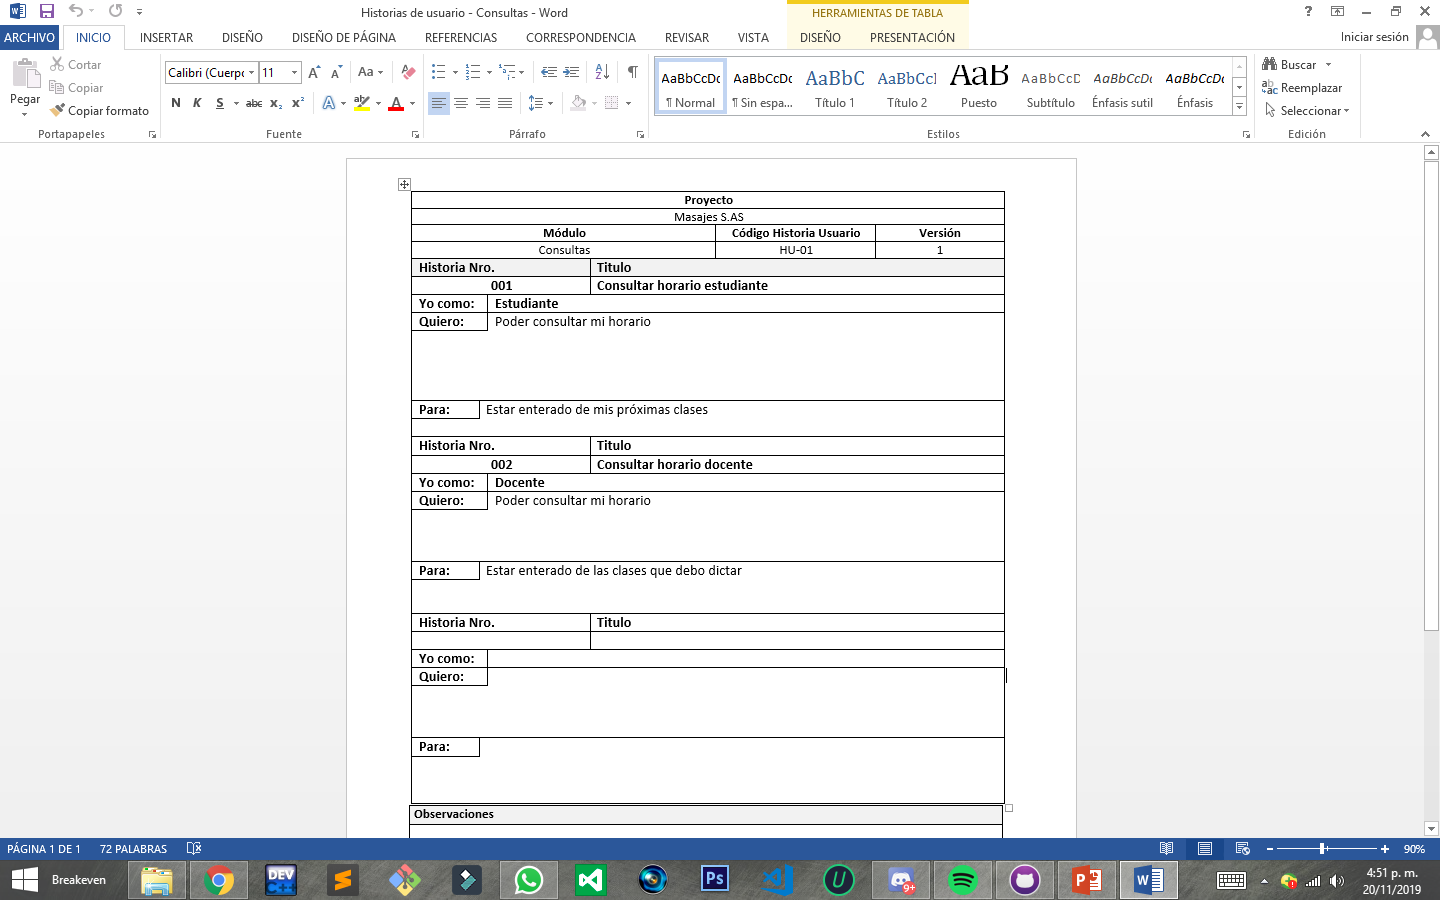 Historias de usuario - Consultas - Word
HERRAMIENTAS DE TABLA
ARCHIVO INICIO INSERTAR DISEÑO DISEÑO DE PÁGINA REFERENCIAS CORRESPONDENCIA REVISAR VISTA DISEÑO PRESENTACIÓN Iniciar sesión
Pegar
Cortar
Copiar
Copiar formato
Portapapeles
Calibri (Cuerpo 11
N K S abc x₂ x²
Fuente
Párrafo
AaBbCcDc AaBbCcDc AaBbC AaBbCcI AaB AaBbCcD AaBbCcDc AaBbCcDc
¶ Normal ¶ Sin espa... Título 1 Título 2 Puesto Subtítulo Énfasis sutil Énfasis
Estilos
Buscar
Reemplazar
Seleccionar
Edición
Proyecto
Masajes S.AS
Módulo Código Historia Usuario Versión
Consultas HU-01 1
Historia Nro. Titulo
001 Consultar horario estudiante
Yo como: Estudiante
Quiero: Poder consultar mi horario
Para: Estar enterado de mis próximas clases
Historia Nro. Titulo
002 Consultar horario docente
Yo como: Docente
Quiero: Poder consultar mi horario
Para: Estar enterado de las clases que debo dictar
Historia Nro. Titulo
Yo como:
Quiero:
Para:
Observaciones
PÁGINA 1 DE 1 72 PALABRAS 90%
Breakeven
DEV
C++
Ps
9+
4:51 p. m.
20/11/2019